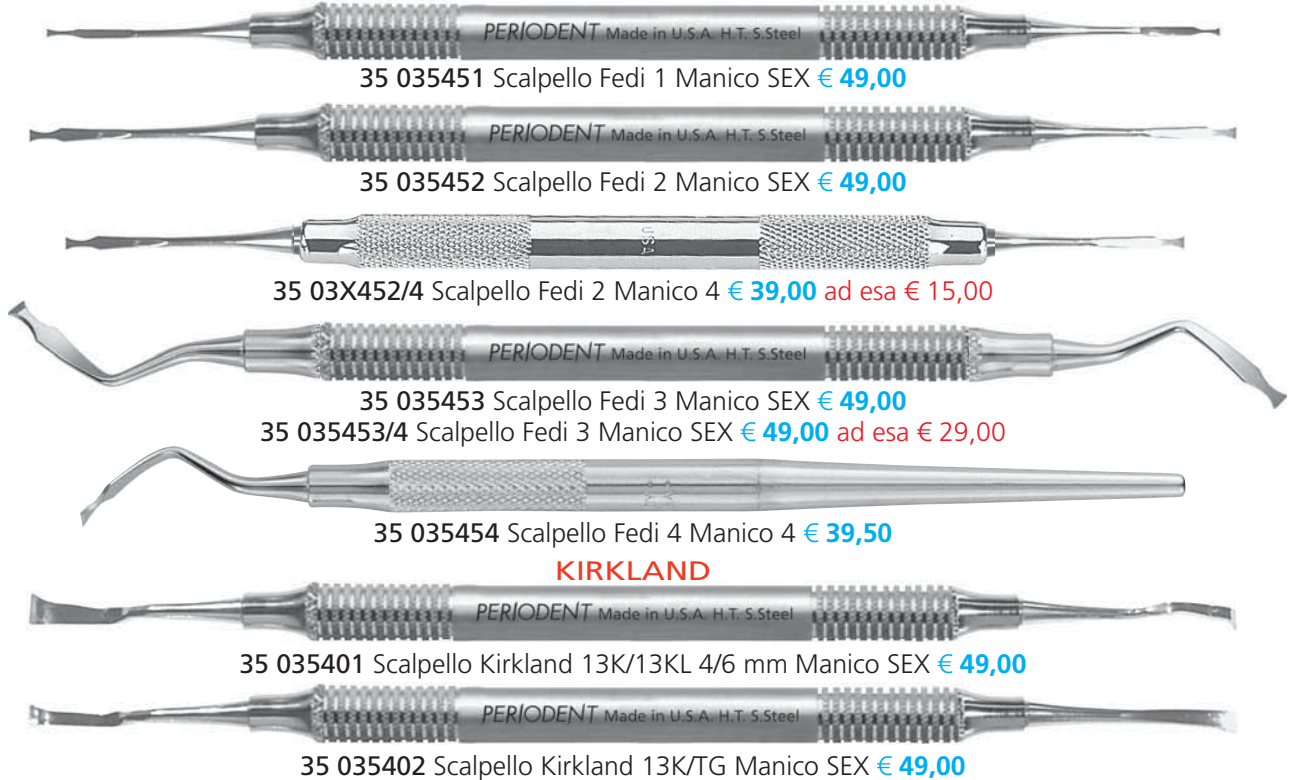 PERIODENT Made in U.S.A. H.T. S.Steel
35 035451 Scalpello Fedi 1 Manico SEX € 49,00
PERIODENT Made in U.S.A. H.T. S.Steel
35 035452 Scalpello Fedi 2 Manico SEX € 49,00
USA
35 03X452/4 Scalpello Fedi 2 Manico 4 € 39,00 ad esa € 15,00
PERIODENT Made in U.S.A. H.T. S.Steel
35 035453 Scalpello Fedi 3 Manico SEX € 49,00
35 035453/4 Scalpello Fedi 3 Manico SEX € 49,00 ad esa € 29,00
35 035454 Scalpello Fedi 4 Manico 4 € 39,50
KIRKLAND
PERIODENT Made in U.S.A. H.T. S.Steel
35 035401 Scalpello Kirkland 13K/13KL 4/6 mm Manico SEX € 49,00
PERIODENT Made in U.S.A. H.T. S.Steel
35 035402 Scalpello Kirkland 13K/TG Manico SEX € 49,00